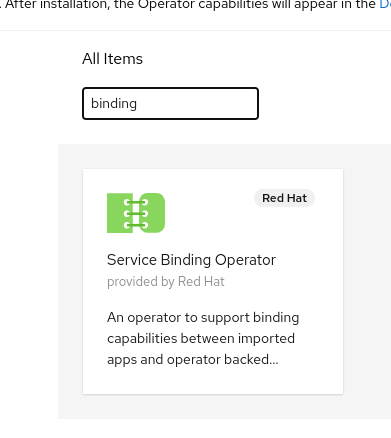 . After installation, the Operator capabilities will appear in the
All Items
binding
Red Hat
Service Binding Operator
provided by Red Hat
An operator to support binding
capabilities between imported
apps and operator backed...